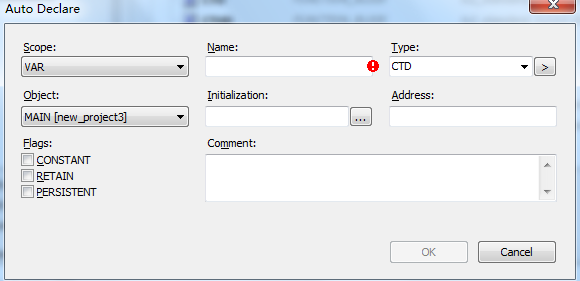 Auto Declare
Scope:
Name:
Type:
VAR
CTD
>
Object:
Initialization:
Address:
MAIN [new_project3]
...
Flags:
Comment:
CONSTANT
RETAIN
PERSISTENT
OK
Cancel